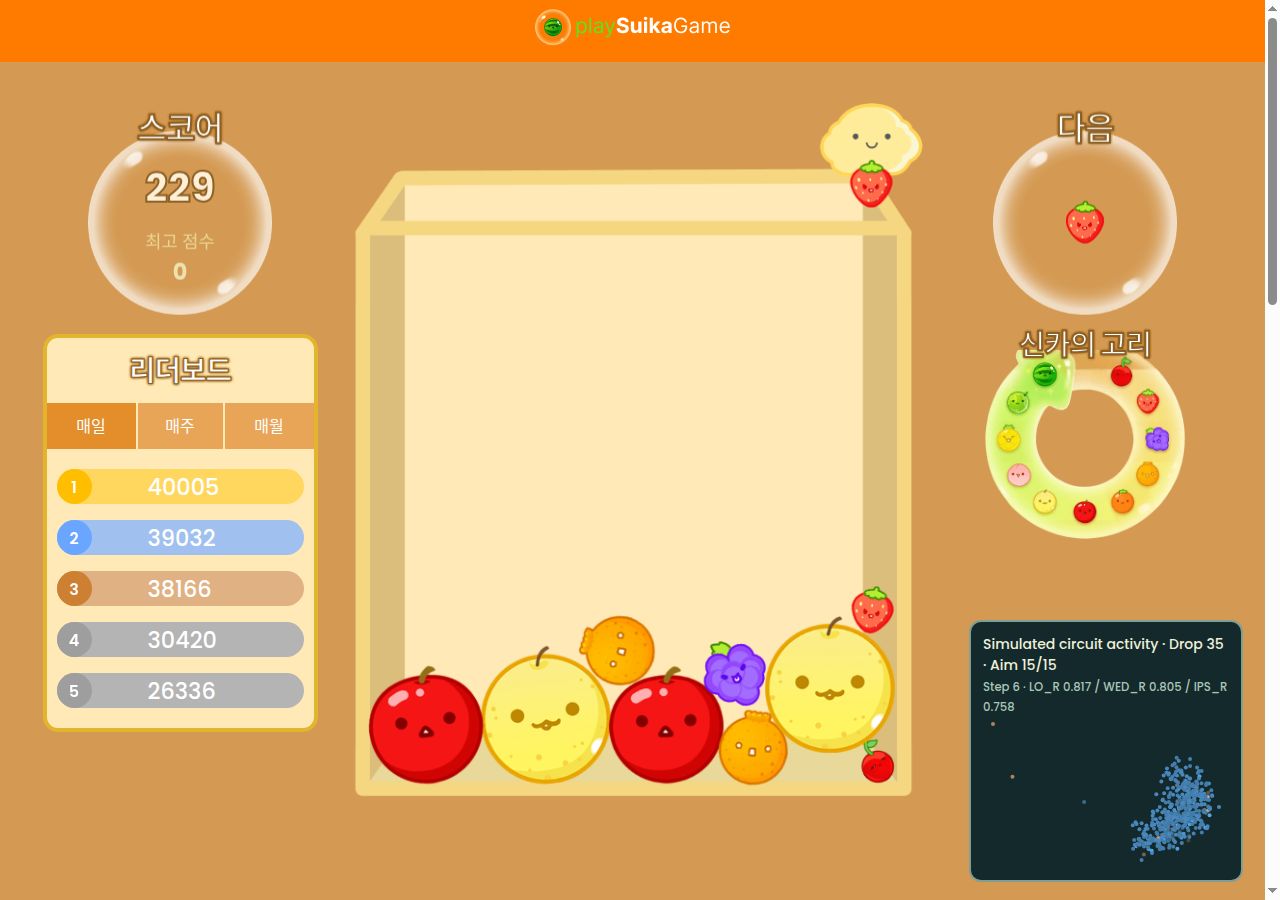 playSuikaGame
스코어
229
최고 점수
0
다음
리더보드
매일 매주 매월
1 40005
2 39032
3 38166
4 30420
5 26336
신카의 고리
Simulated circuit activity · Drop 35
· Aim 15/15
Step 6 · LO_R 0.817 / WED_R 0.805 / IPS_R
0.758